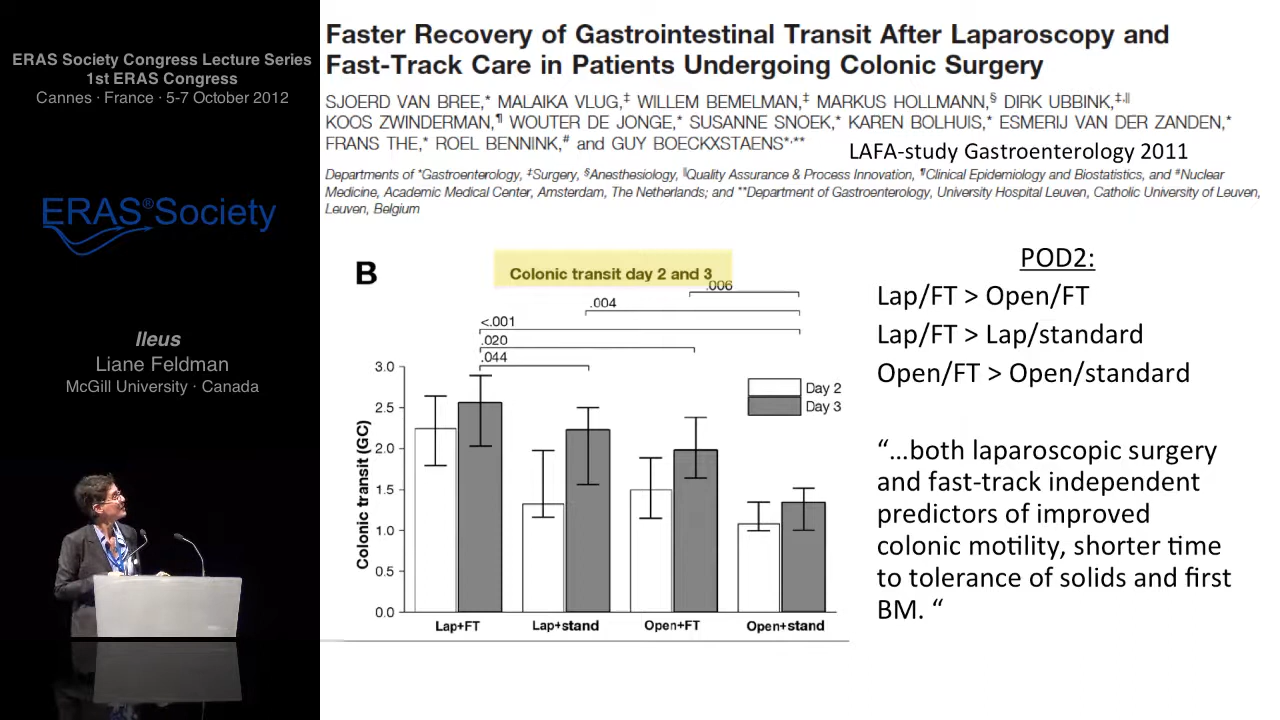 ERAS Society Congress Lecture Series
1st ERAS Congress
Cannes · France · 5-7 October 2012
ERAS®Society
Ileus
Liane Feldman
McGill University · Canada
Faster Recovery of Gastrointestinal Transit After Laparoscopy and
Fast-Track Care in Patients Undergoing Colonic Surgery
SJOERD VAN BREE,* MALAIKA VLUG,‡ WILLEM BEMELMAN,‡ MARKUS HOLLMANN,§ DIRK UBBINK,‡,||
KOOS ZWINDERMAN,¶ WOUTER DE JONGE,* SUSANNE SNOEK,* KAREN BOLHUIS,* ESMERIJ VAN DER ZANDEN,*
FRANS THE,* ROEL BENNINK,# and GUY BOECKXSTAENS*,**
LAFA-study Gastroenterology 2011
Departments of *Gastroenterology, ‡Surgery, §Anesthesiology, ||Quality Assurance & Process Innovation, ¶Clinical Epidemiology and Biostatistics, and #Nuclear
Medicine, Academic Medical Center, Amsterdam, The Netherlands; and **Department of Gastroenterology, University Hospital Leuven, Catholic University of Leuven,
Leuven, Belgium
B
Colonic transit day 2 and 3
.006
.004
<.001
.020
.044
3.0
2.5
2.0
1.5
1.0
0.5
0.0
Colonic transit (GC)
Day 2
Day 3
Lap+FT
Lap+stand
Open+FT
Open+stand
POD2:
Lap/FT > Open/FT
Lap/FT > Lap/standard
Open/FT > Open/standard
“…both laparoscopic surgery
and fast-track independent
predictors of improved
colonic motility, shorter time
to tolerance of solids and first
BM. “